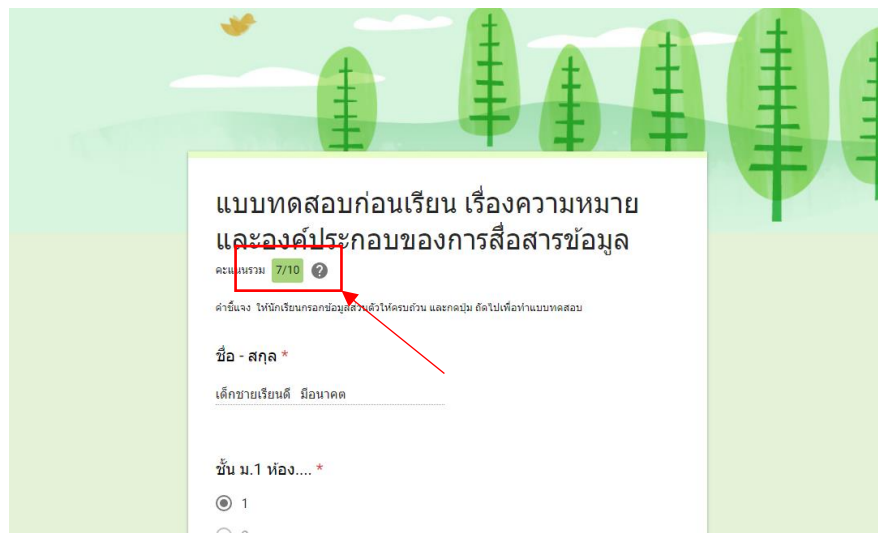 แบบทดสอบก่อนเรียน เรื่องความหมาย
และองค์ประกอบของการสื่อสารข้อมูล
คะแนนรวม 7/10 ?
คำชี้แจง ให้นักเรียนกรอกข้อมูลส่วนตัวให้ครบถ้วน และกดปุ่ม ถัดไปเพื่อทำแบบทดสอบ
ชื่อ - สกุล *
เด็กชายเรียนดี มีอนาคต
ชั้น ม.1 ห้อง.... *
1